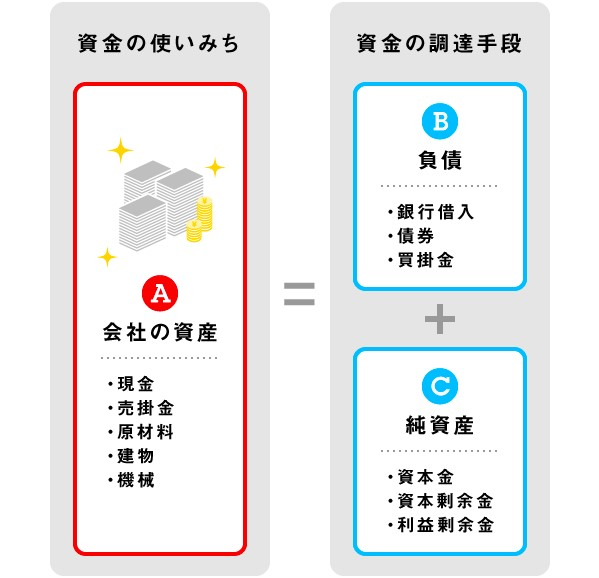 資金の使いみち
A
会社の資産
・現金
・売掛金
・原材料
・建物
・機械
=
資金の調達手段
B
負債
・銀行借入
・債券
・買掛金
+
C
純資産
・資本金
・資本剰余金
・利益剰余金